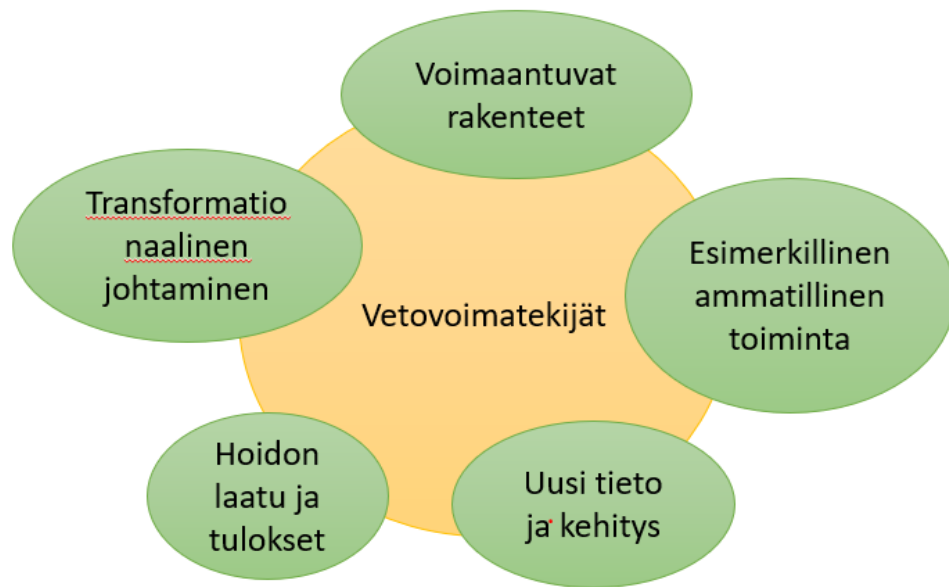 Voimaantuvat
rakenteet
Transformatio
naalinen
johtaminen
Esimerkillinen
ammatillinen
toiminta
Vetovoimatekijät
Hoidon
laatu ja
tulokset
Uusi tieto
ja kehitys